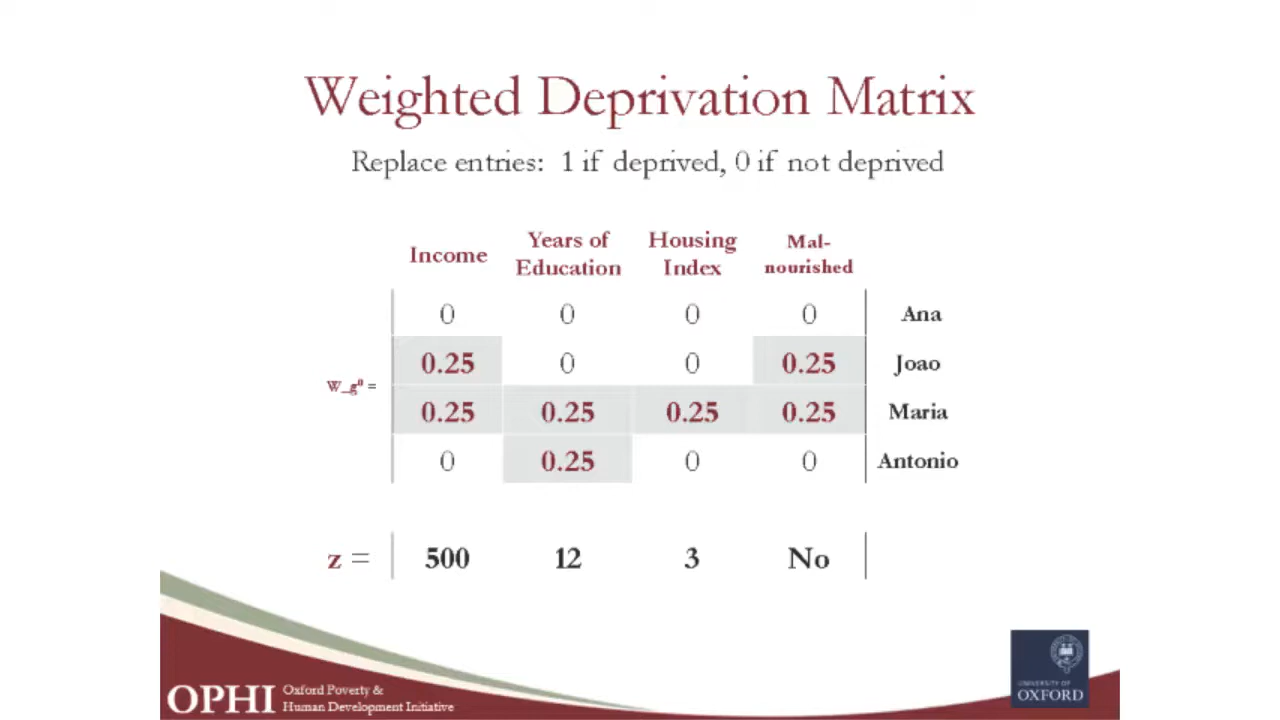 Weighted Deprivation Matrix
Replace entries: 1 if deprived, 0 if not deprived
Income Years of Education Housing Index Mal-nourished
0 0 0 0 Ana
0.25 0 0 0.25 Joao
W_g⁰ =
0.25 0.25 0.25 0.25 Maria
0 0.25 0 0 Antonio
z = 500 12 3 No
OPHI Oxford Poverty &
Human Development Initiative
UNIVERSITY OF
OXFORD